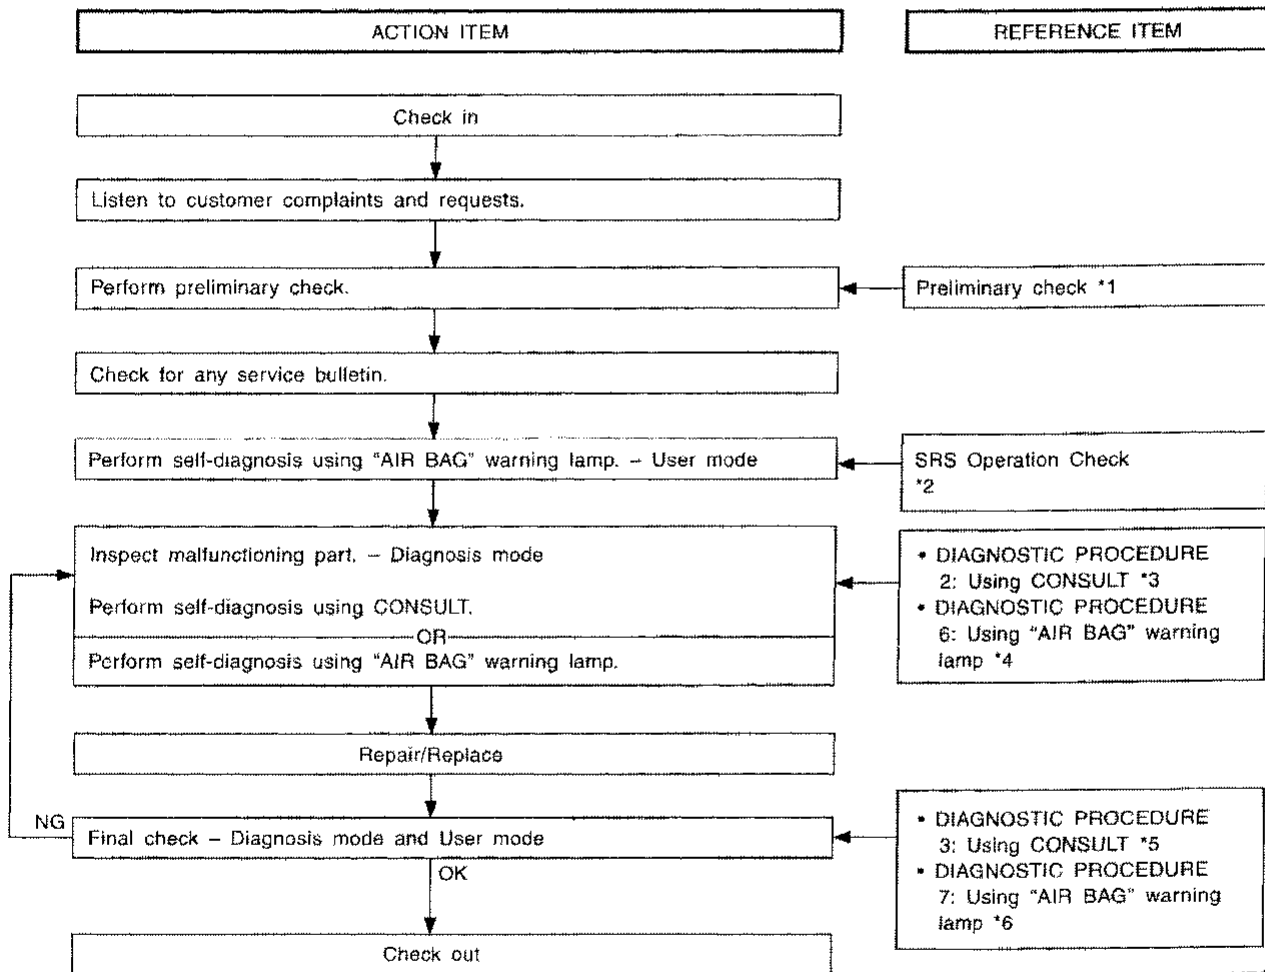 ACTION ITEM
REFERENCE ITEM
Check in
Listen to customer complaints and requests.
Perform preliminary check.
Preliminary check *1
Check for any service bulletin.
Perform self-diagnosis using "AIR BAG" warning lamp. – User mode
SRS Operation Check
*2
Inspect malfunctioning part. – Diagnosis mode
Perform self-diagnosis using CONSULT.
OR
Perform self-diagnosis using "AIR BAG" warning lamp.
• DIAGNOSTIC PROCEDURE
2: Using CONSULT *3
• DIAGNOSTIC PROCEDURE
6: Using "AIR BAG" warning
lamp *4
Repair/Replace
NG
Final check – Diagnosis mode and User mode
OK
• DIAGNOSTIC PROCEDURE
3: Using CONSULT *5
• DIAGNOSTIC PROCEDURE
7: Using "AIR BAG" warning
lamp *6
Check out